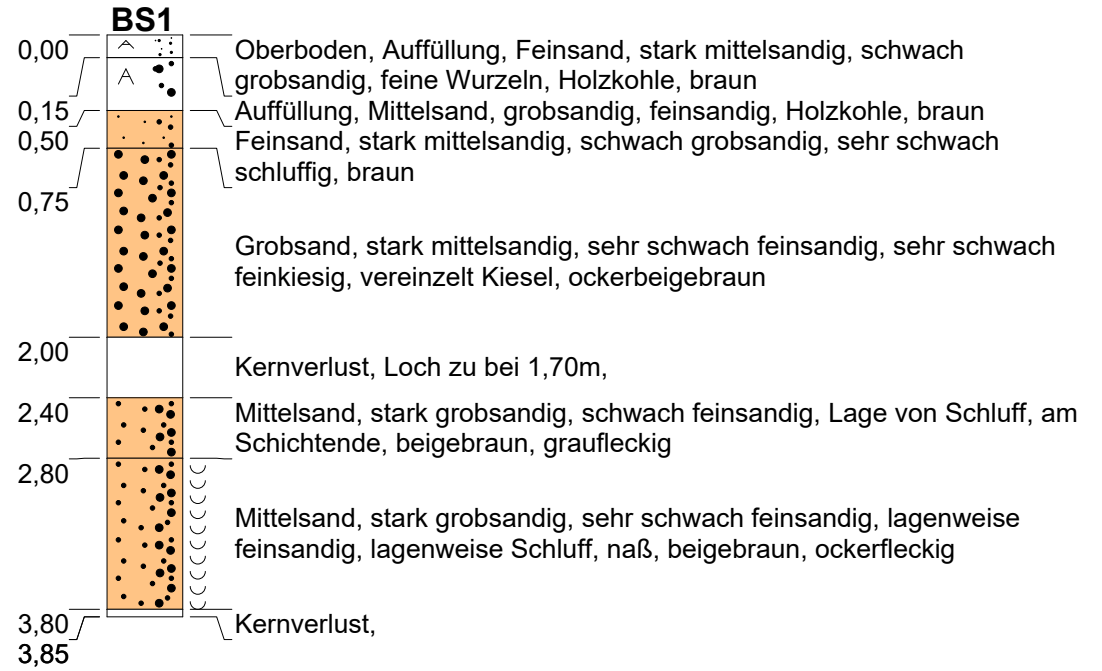 BS1
0,00
Oberboden, Auffüllung, Feinsand, stark mittelsandig, schwach
grobsandig, feine Wurzeln, Holzkohle, braun
0,15
Auffüllung, Mittelsand, grobsandig, feinsandig, Holzkohle, braun
0,50
Feinsand, stark mittelsandig, schwach grobsandig, sehr schwach
schluffig, braun
0,75
Grobsand, stark mittelsandig, sehr schwach feinsandig, sehr schwach
feinkiesig, vereinzelt Kiesel, ockerbeigebraun
2,00
Kernverlust, Loch zu bei 1,70m,
2,40
Mittelsand, stark grobsandig, schwach feinsandig, Lage von Schluff, am
Schichtende, beigebraun, graufleckig
2,80
Mittelsand, stark grobsandig, sehr schwach feinsandig, lagenweise
feinsandig, lagenweise Schluff, naß, beigebraun, ockerfleckig
3,80
Kernverlust,
3,85
A
A